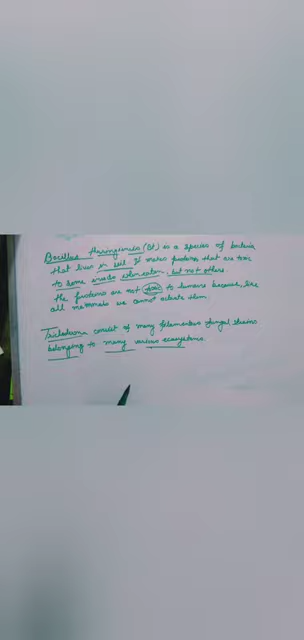 Bacillus thuringiensis (Bt) is a species of bacteria
that lives in soil. It makes proteins that are toxic
to some insects when eaten, but not others.
The proteins are not toxic to humans because, like
all mammals we cannot activate them.
Trichoderma consist of many filamentous fungal strains
belonging to many various ecosystems.